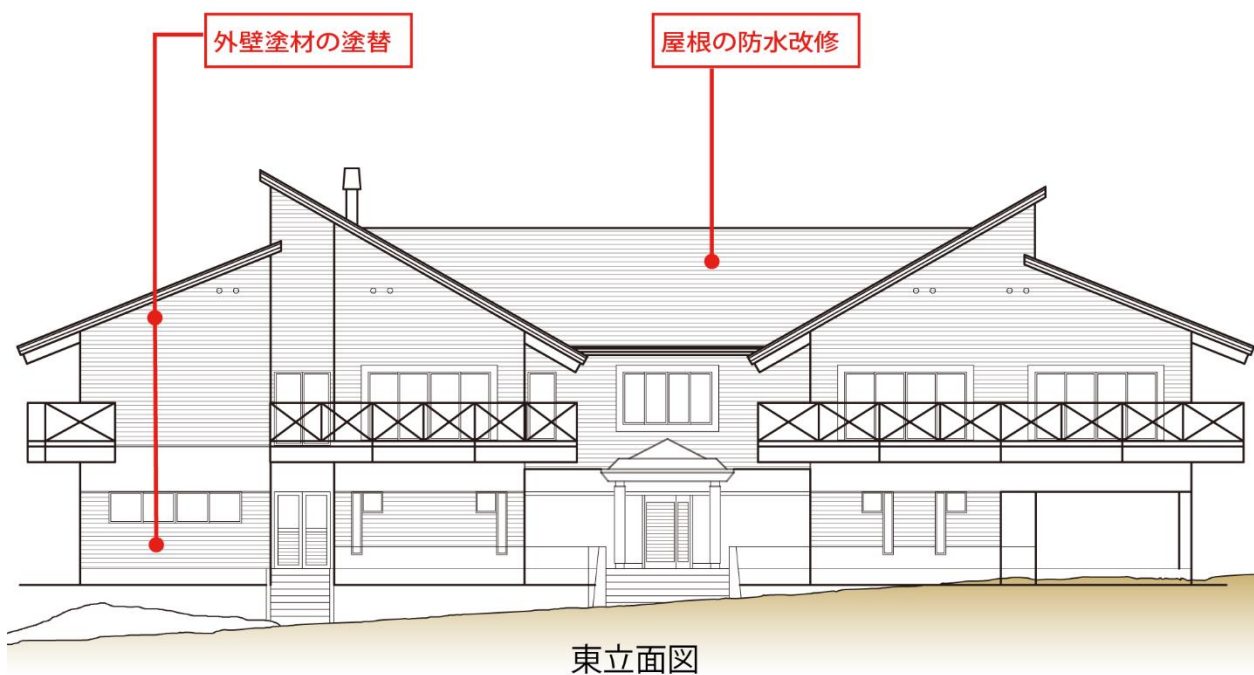 外壁塗材の塗替
屋根の防水改修
東立面図